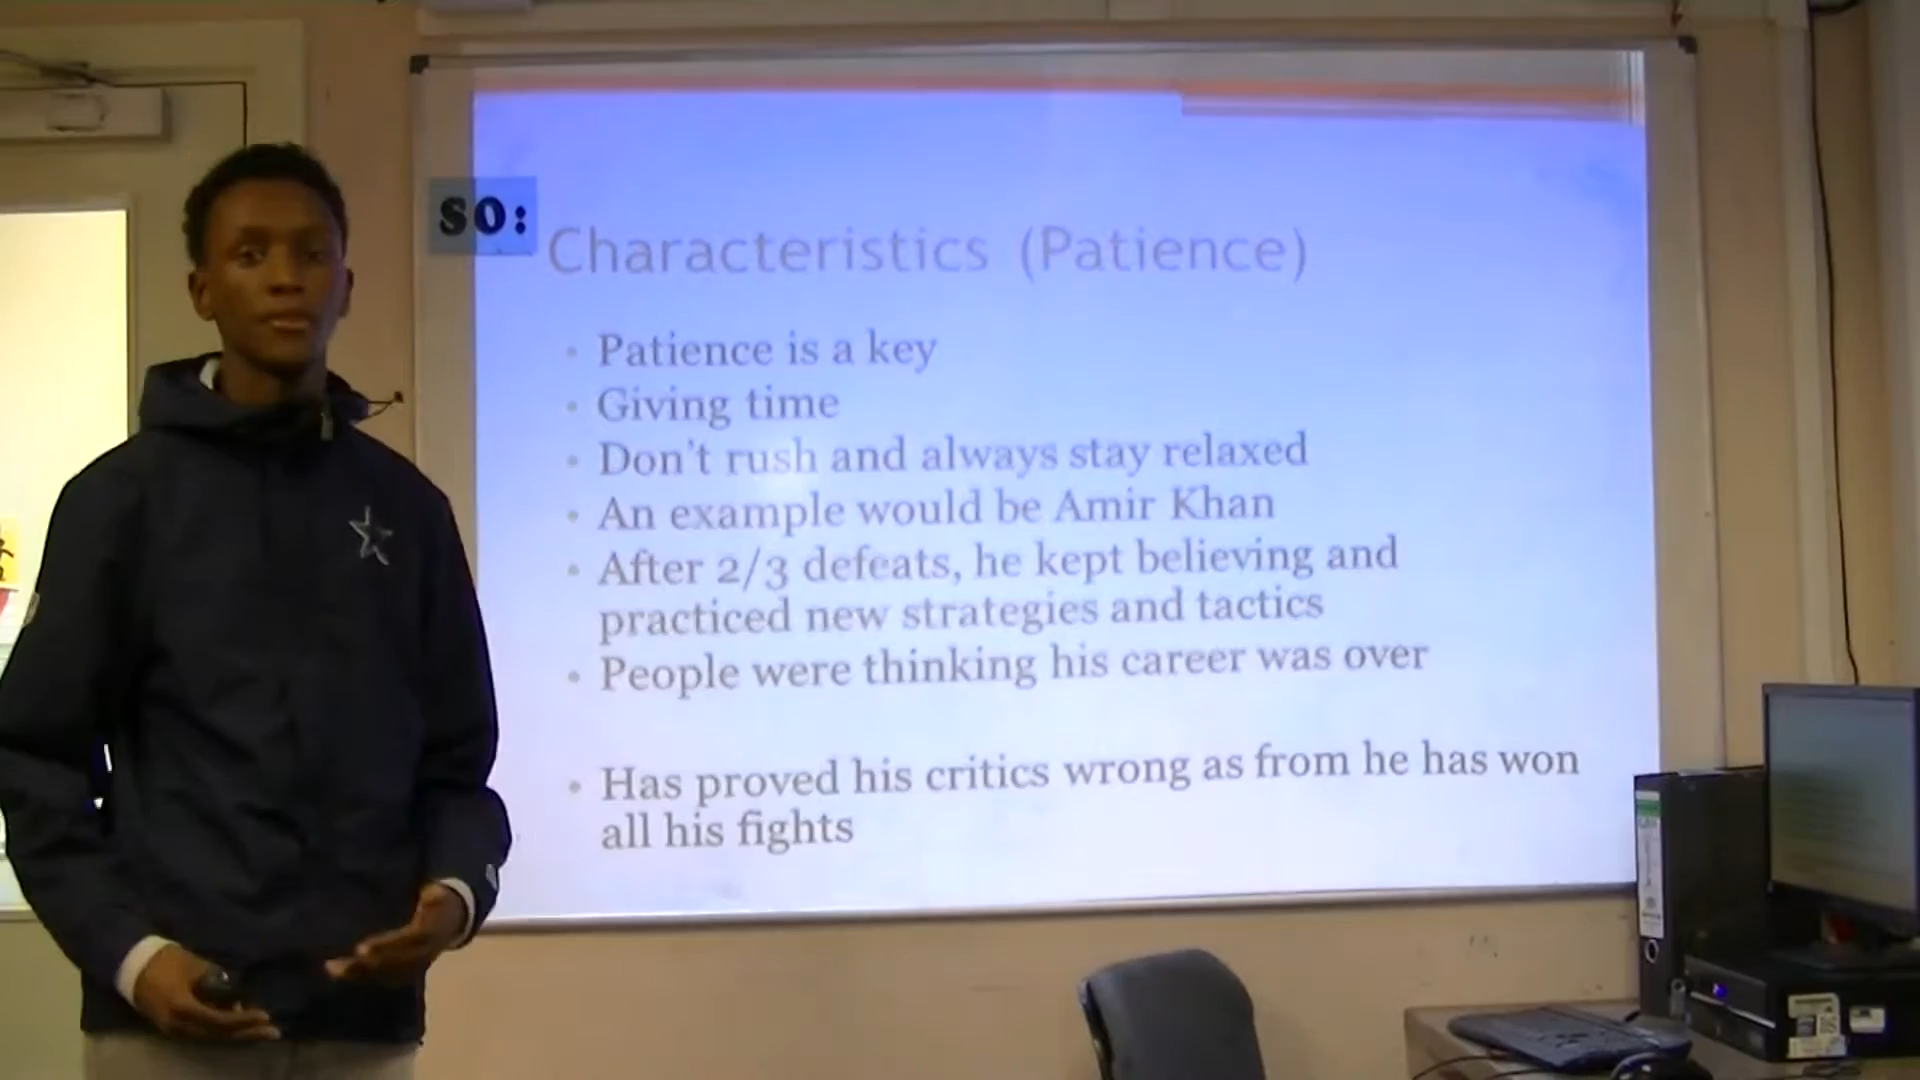 SO:
Characteristics (Patience)
Patience is a key
Giving time
Don't rush and always stay relaxed
An example would be Amir Khan
After 2/3 defeats, he kept believing and
practiced new strategies and tactics
People were thinking his career was over
Has proved his critics wrong as from he has won
all his fights